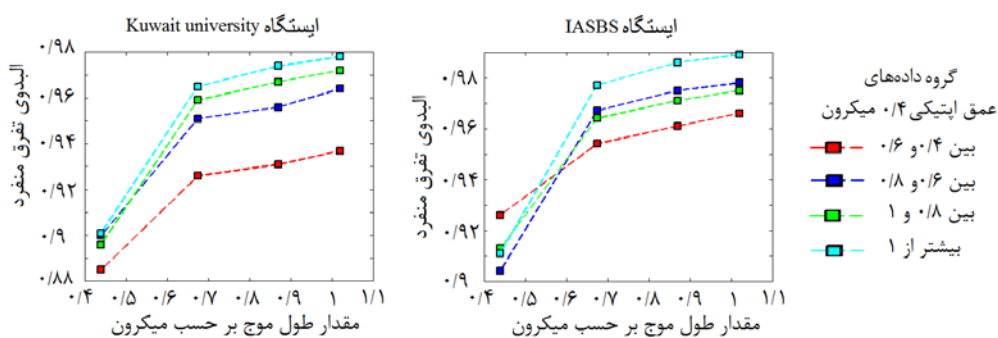 ایستگاه Kuwait university
البدوی تفرق منفرد
۰/۹۸
۰/۹۶
۰/۹۴
۰/۹۲
۰/۹
۰/۸۸
۰/۴ ۰/۵ ۰/۶ ۰/۷ ۰/۸ ۰/۹ ۱ ۱/۱
مقدار طول موج بر حسب میکرون
ایستگاه IASBS
البدوی تفرق منفرد
۰/۹۸
۰/۹۶
۰/۹۴
۰/۹۲
۰/۹
۰/۴ ۰/۵ ۰/۶ ۰/۷ ۰/۸ ۰/۹ ۱ ۱/۱
مقدار طول موج بر حسب میکرون
گروه داده‌های
عمق اپتیکی ۰/۴ میکرون
بین ۰/۴ و ۰/۶
بین ۰/۶ و ۰/۸
بین ۰/۸ و ۱
بیشتر از ۱